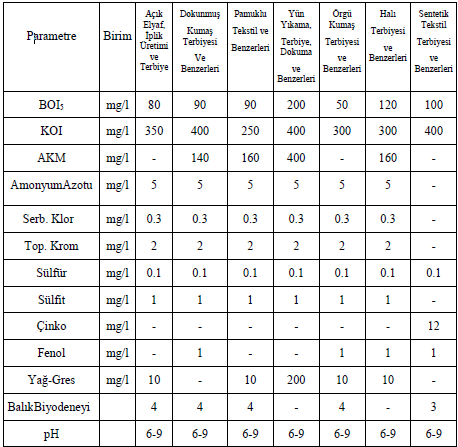 Parametre
Birim
Açık
Elyaf,
İplik
Üretimi
ve
Terbiye
Dokunmuş
Kumaş
Terbiyesi
Ve
Benzerleri
Pamuklu
Tekstil ve
Benzerleri
Yün
Yıkama,
Terbiye,
Dokuma
ve
Benzerleri
Örgü
Kumaş
Terbiyesi
ve
Benzerleri
Halı
Terbiyesi
ve
Benzerleri
Sentetik
Tekstil
Terbiyesi
ve
Benzerleri
BOI₅ mg/l 80 90 90 200 50 120 100
KOI mg/l 350 400 250 400 300 300 400
AKM mg/l - 140 160 400 - 160 -
AmonyumAzotu mg/l 5 5 5 5 5 5 -
Serb. Klor mg/l 0.3 0.3 0.3 0.3 0.3 0.3 -
Top. Krom mg/l 2 2 2 2 2 2 -
Sülfür mg/l 0.1 0.1 0.1 0.1 0.1 0.1 0.1
Sülfit mg/l 1 1 1 1 1 1 -
Çinko mg/l - - - - - - 12
Fenol mg/l - 1 - - 1 1 1
Yağ-Gres mg/l 10 - 10 200 10 10 -
BalıkBiyodeneyi 4 4 4 - 4 - 3
pH 6-9 6-9 6-9 6-9 6-9 6-9 6-9